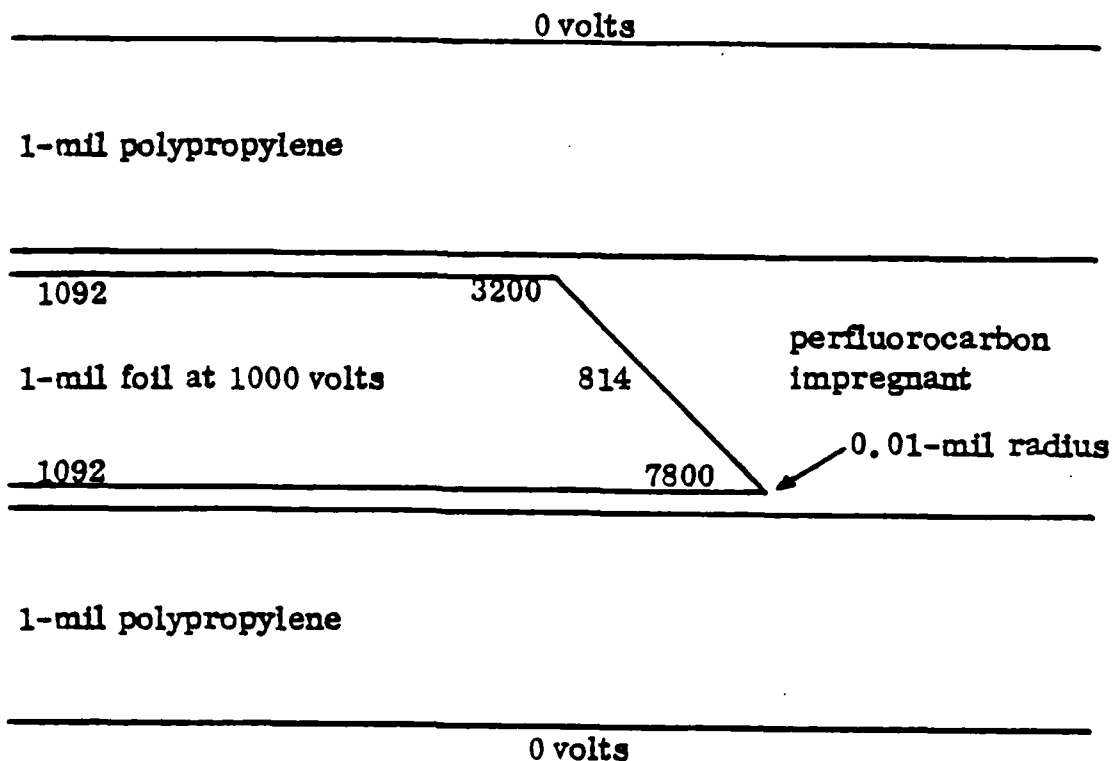 0 volts
1-mil polypropylene
1092
3200
1-mil foil at 1000 volts
814
perfluorocarbon
impregnant
0.01-mil radius
1092
7800
1-mil polypropylene
0 volts